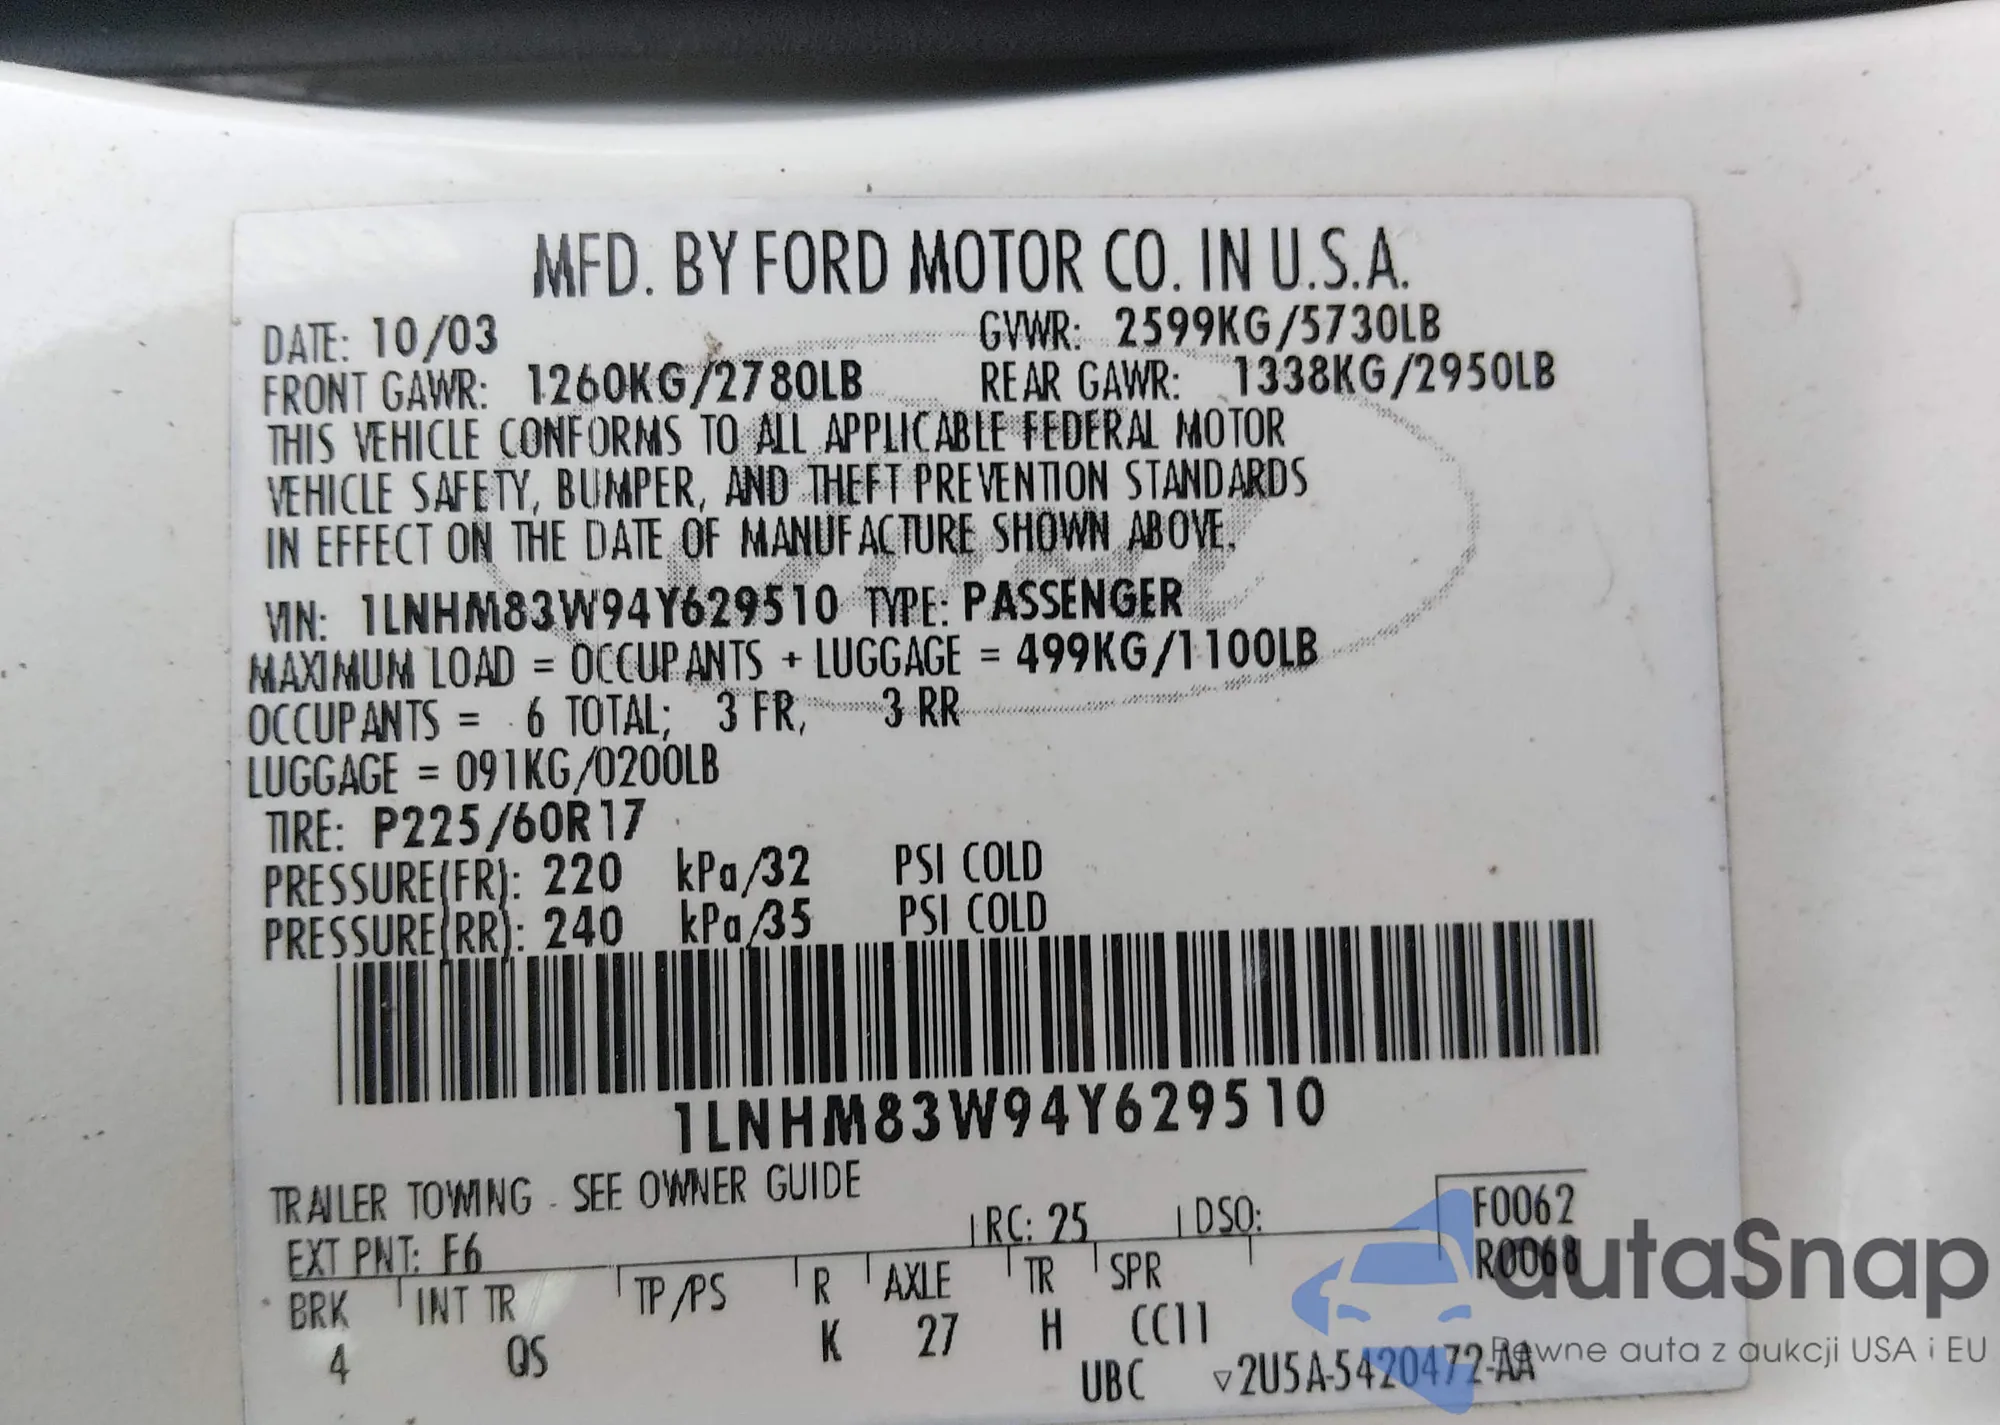 MFD. BY FORD MOTOR CO. IN U.S.A.
DATE: 10/03 GVWR: 2599KG/5730LB
FRONT GAWR: 1260KG/2780LB REAR GAWR: 1338KG/2950LB
THIS VEHICLE CONFORMS TO ALL APPLICABLE FEDERAL MOTOR
VEHICLE SAFETY, BUMPER, AND THEFT PREVENTION STANDARDS
IN EFFECT ON THE DATE OF MANUFACTURE SHOWN ABOVE.
VIN: 1LNHM83W94Y629510 TYPE: PASSENGER
MAXIMUM LOAD = OCCUPANTS + LUGGAGE = 499KG/1100LB
OCCUPANTS = 6 TOTAL; 3 FR, 3 RR
LUGGAGE = 091KG/0200LB
TIRE: P225/60R17
PRESSURE(FR): 220 kPa/32 PSI COLD
PRESSURE(RR): 240 kPa/35 PSI COLD
1LNHM83W94Y629510
TRAILER TOWING - SEE OWNER GUIDE
EXT PNT: F6 RC: 25 DSO: F0062
R0068
BRK INT TR TP/PS R AXLE TR SPR
4 QS K 27 H CC11
UBC ▽2U5A-5420472-AA
autaSnap
Pewne auta z aukcji USA i EU